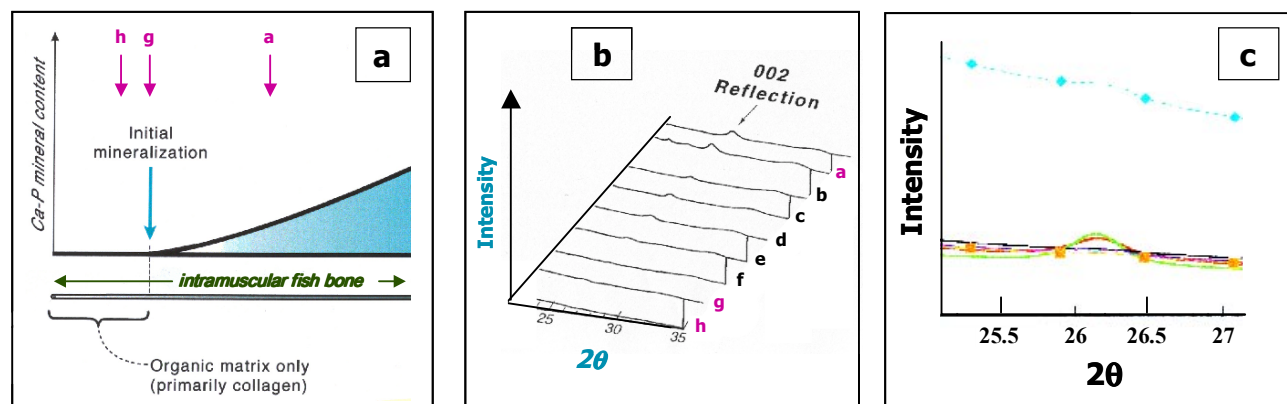 h g a
a
Ca-P mineral content
Initial
mineralization
intramuscular fish bone
Organic matrix only
(primarily collagen)
b
002
Reflection
Intensity
a
b
c
d
e
f
g
h
25 30 35
2θ
c
Intensity
25.5 26 26.5 27
2θ